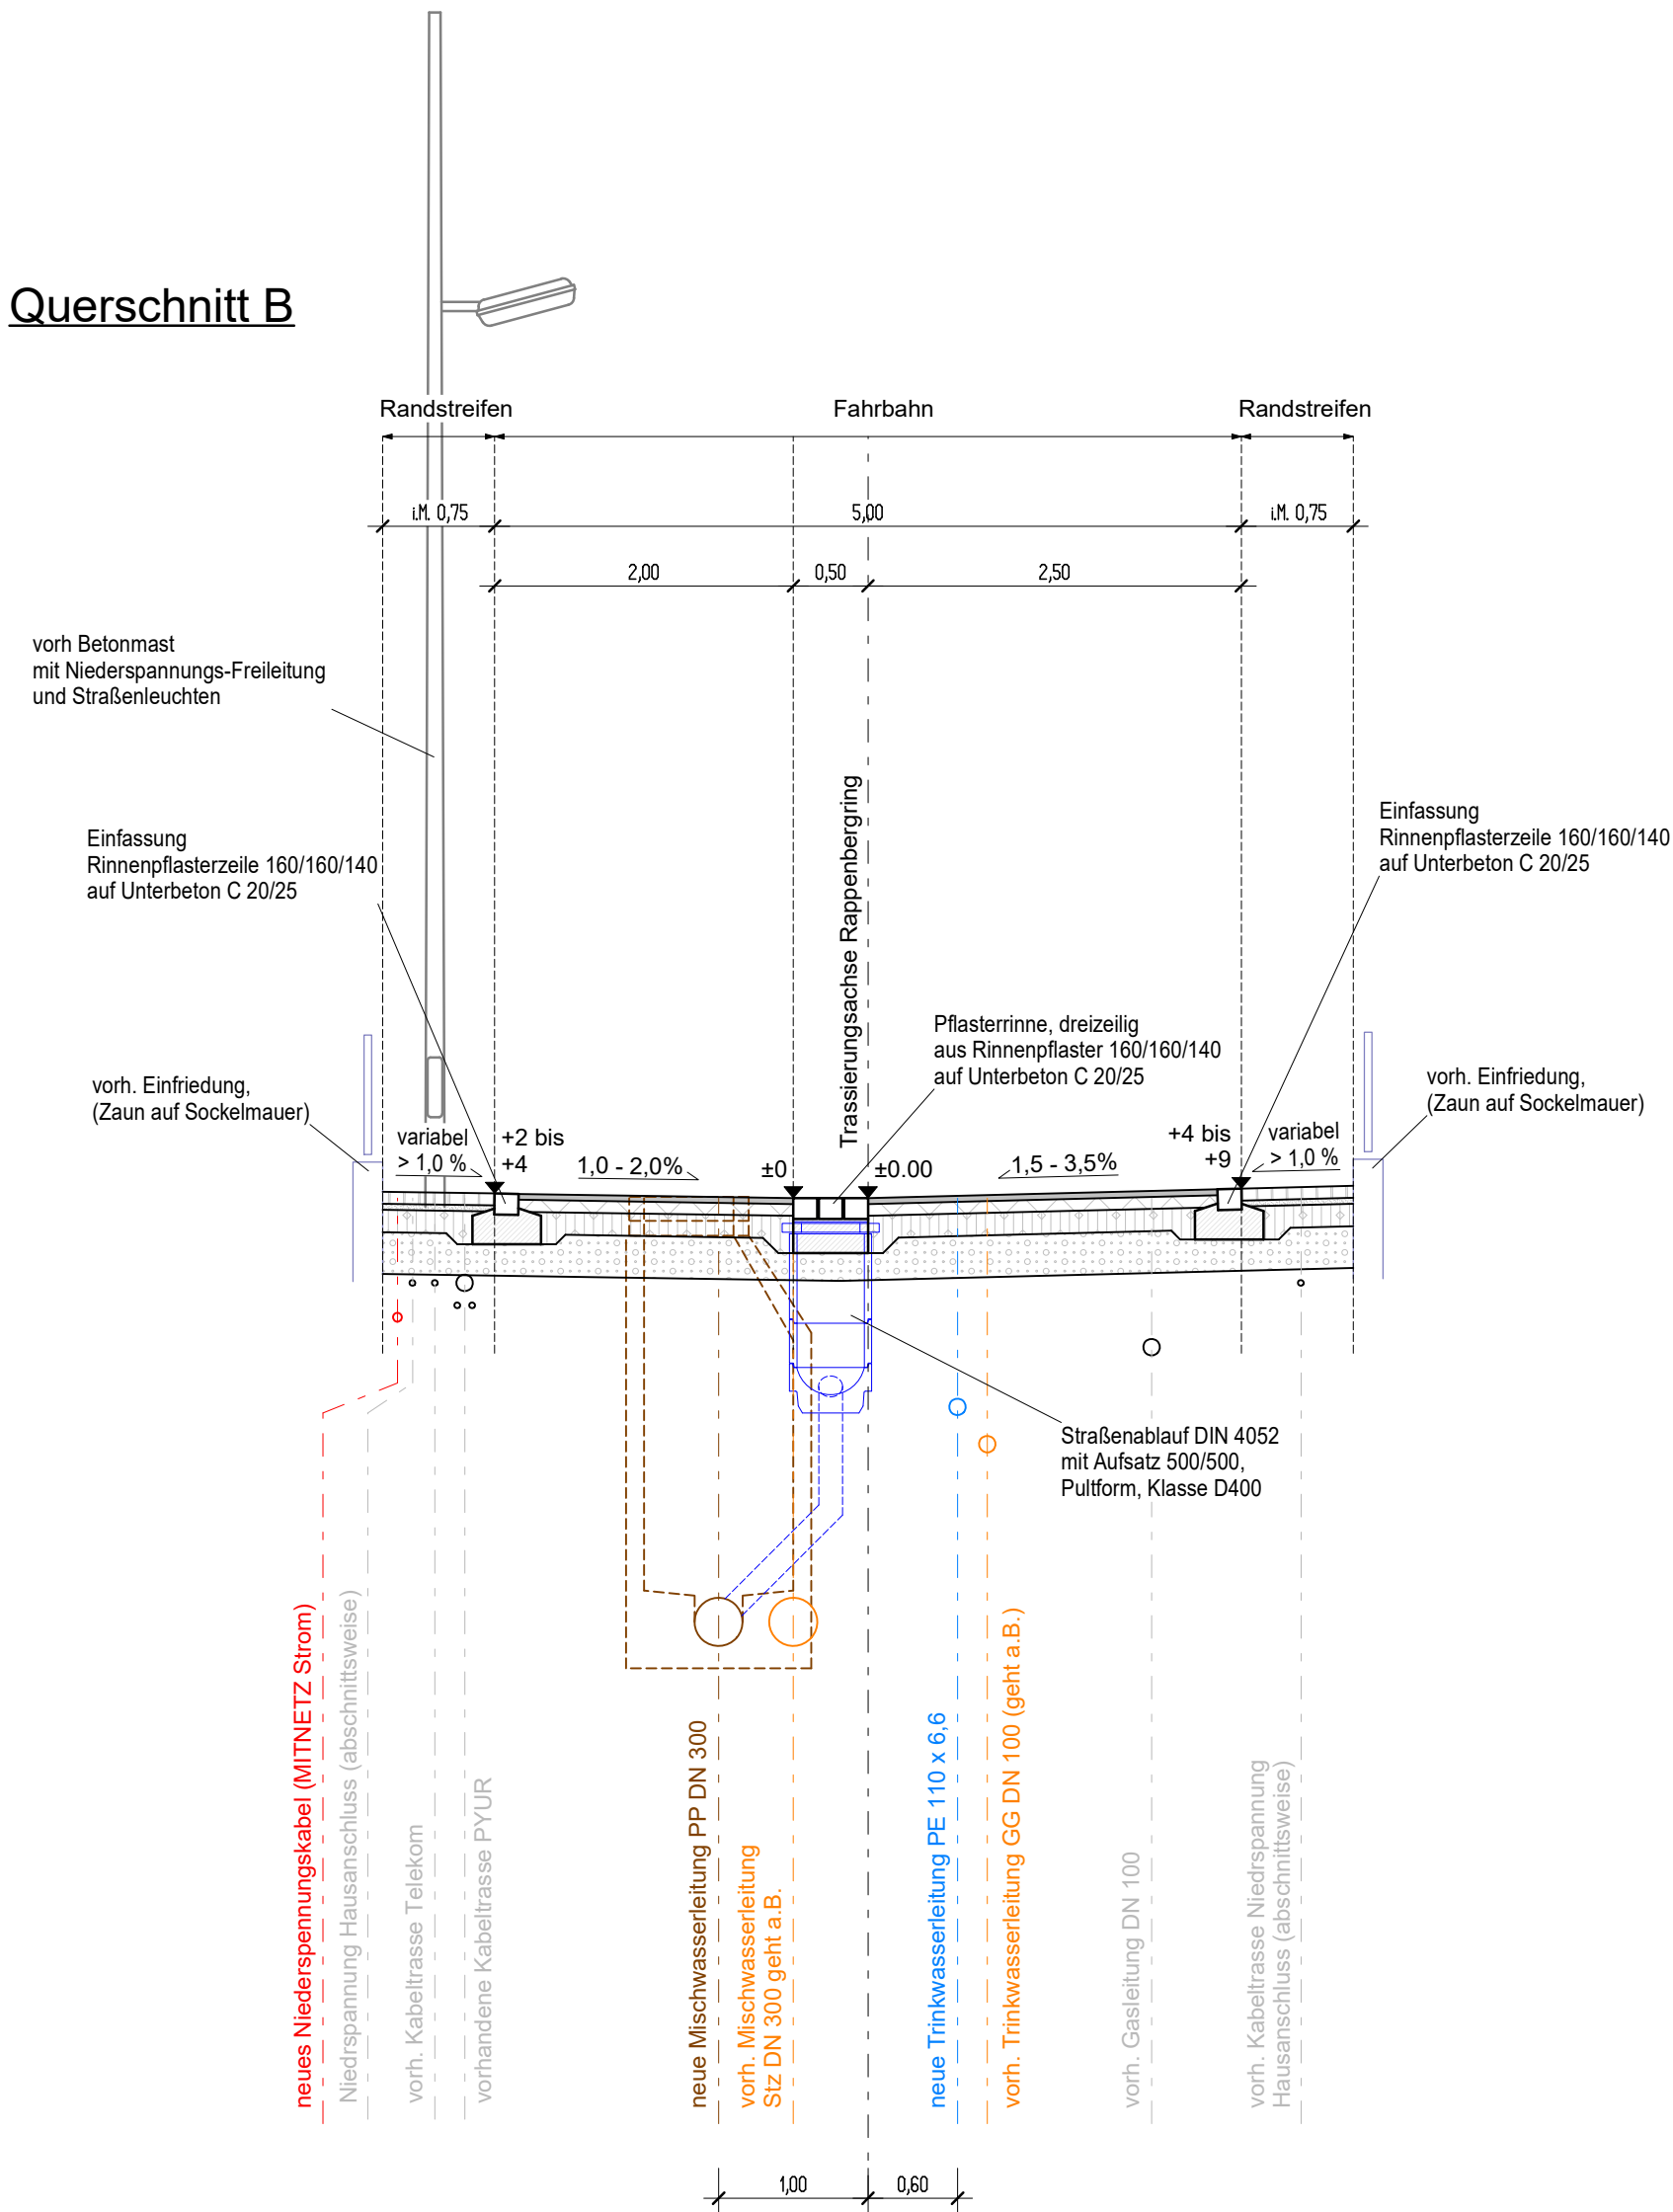 Querschnitt B
Randstreifen
Fahrbahn
Randstreifen
i.M. 0,75
5,00
i.M. 0,75
2,00
0,50
2,50
vorh Betonmast
mit Niederspannungs-Freileitung
und Straßenleuchten
Einfassung
Rinnenpflasterzeile 160/160/140
auf Unterbeton C 20/25
Trassierungsachse Rappenbergring
Einfassung
Rinnenpflasterzeile 160/160/140
auf Unterbeton C 20/25
Pflasterrinne, dreizeilig
aus Rinnenpflaster 160/160/140
auf Unterbeton C 20/25
vorh. Einfriedung,
(Zaun auf Sockelmauer)
vorh. Einfriedung,
(Zaun auf Sockelmauer)
variabel
> 1,0 %
+2 bis
+4
1,0 - 2,0%
±0
±0.00
1,5 - 3,5%
+4 bis
+9
variabel
> 1,0 %
Straßenablauf DIN 4052
mit Aufsatz 500/500,
Pultform, Klasse D400
neues Niederspennungskabel (MITNETZ Strom)
Niedrspannung Hausanschluss (abschnittsweise)
vorh. Kabeltrasse Telekom
vorhandene Kabeltrasse PYUR
neue Mischwasserleitung PP DN 300
vorh. Mischwasserleitung
Stz DN 300 geht a.B.
neue Trinkwasserleitung PE 110 x 6,6
vorh. Trinkwasserleitung GG DN 100 (geht a.B.)
vorh. Gasleitung DN 100
vorh. Kabeltrasse Niedrspannung
Hausanschluss (abschnittsweise)
1,00
0,60